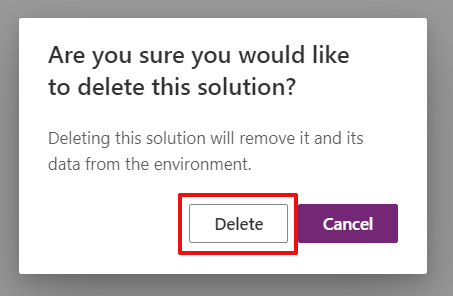 Are you sure you would like
to delete this solution?
Deleting this solution will remove it and its
data from the environment.
Delete
Cancel